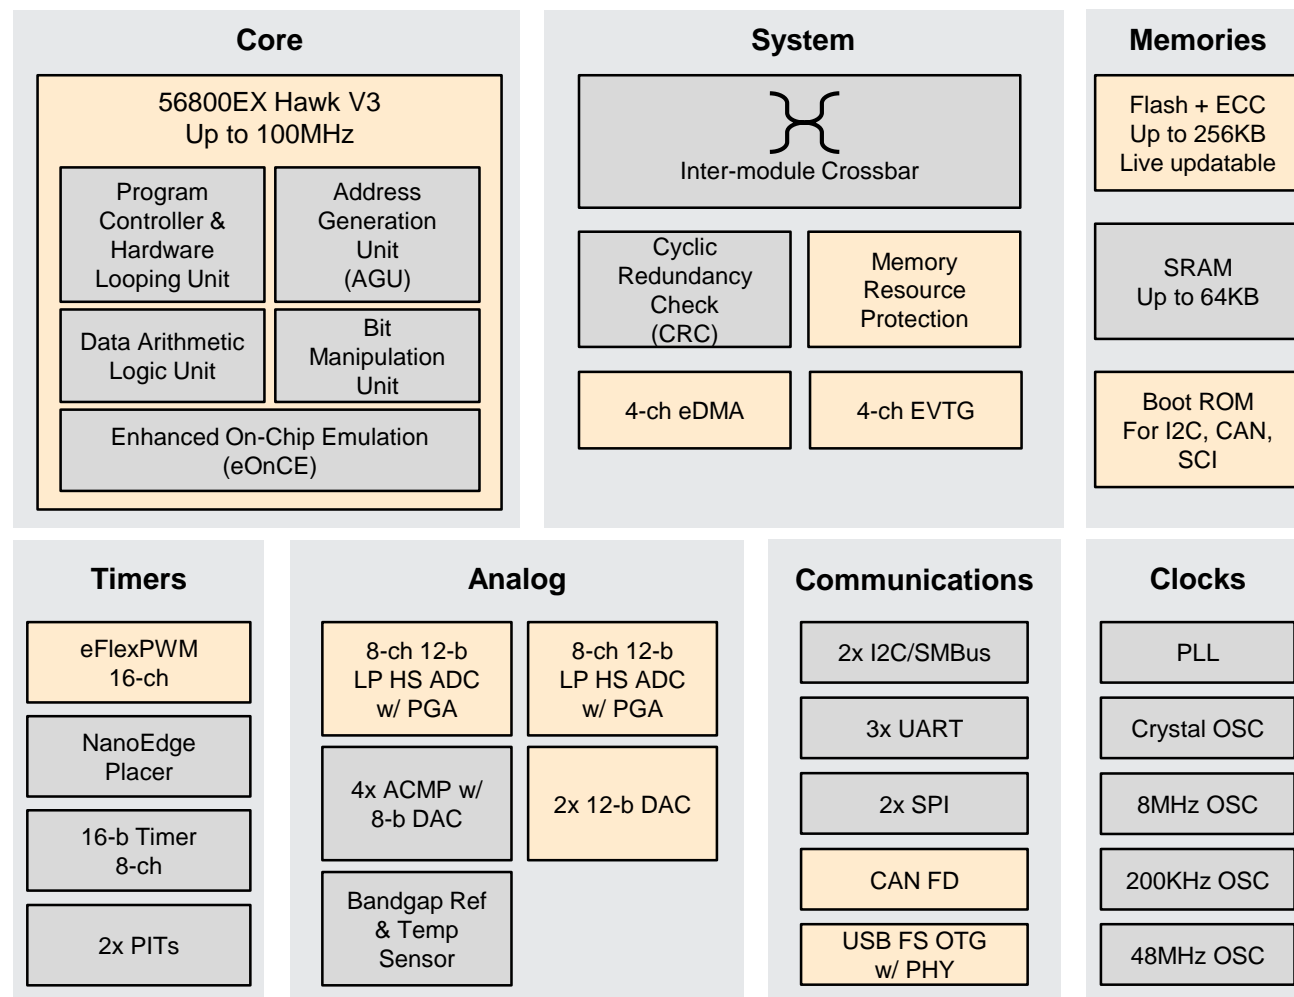 Core
56800EX Hawk V3
Up to 100MHz
Program
Controller &
Hardware
Looping Unit
Address
Generation
Unit
(AGU)
Data Arithmetic
Logic Unit
Bit
Manipulation
Unit
Enhanced On-Chip Emulation
(eOnCE)
System
Inter-module Crossbar
Cyclic
Redundancy
Check
(CRC)
Memory
Resource
Protection
4-ch eDMA
4-ch EVTG
Memories
Flash + ECC
Up to 256KB
Live updatable
SRAM
Up to 64KB
Boot ROM
For I2C, CAN,
SCI
Timers
eFlexPWM
16-ch
NanoEdge
Placer
16-b Timer
8-ch
2x PITs
Analog
8-ch 12-b
LP HS ADC
w/ PGA
8-ch 12-b
LP HS ADC
w/ PGA
4x ACMP w/
8-b DAC
2x 12-b DAC
Bandgap Ref
& Temp
Sensor
Communications
2x I2C/SMBus
3x UART
2x SPI
CAN FD
USB FS OTG
w/ PHY
Clocks
PLL
Crystal OSC
8MHz OSC
200KHz OSC
48MHz OSC